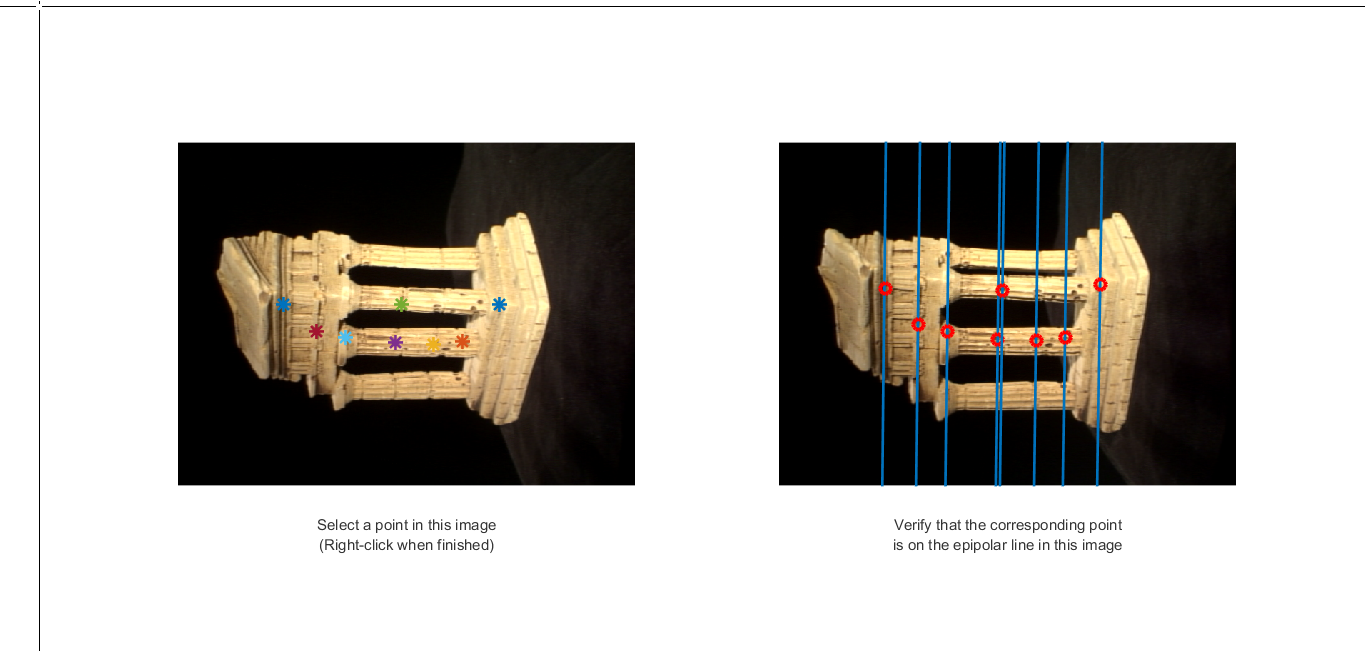 Select a point in this image
(Right-click when finished)
Verify that the corresponding point
is on the epipolar line in this image